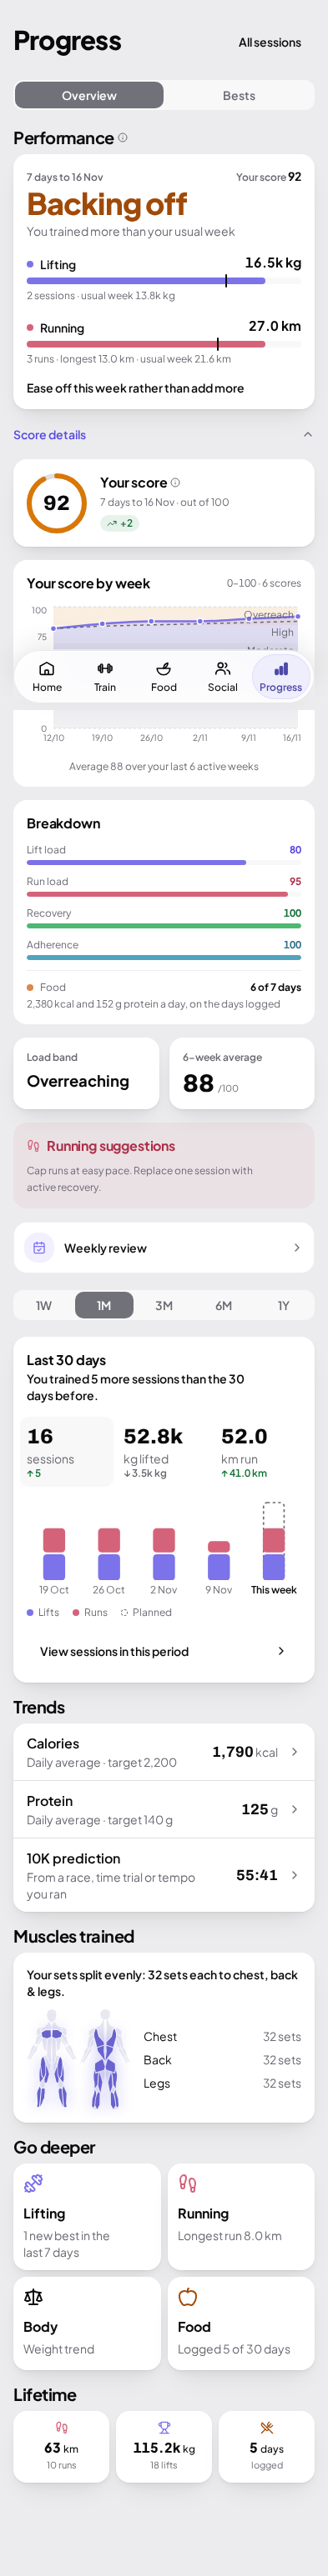 Progress
All sessions
Overview
Bests
Performance
7 days to 16 Nov
Your score 92
Backing off
You trained more than your usual week
Lifting
16.5k kg
2 sessions · usual week 13.8k kg
Running
27.0 km
3 runs · longest 13.0 km · usual week 21.6 km
Ease off this week rather than add more
Score details
92
Your score
7 days to 16 Nov · out of 100
+2
Your score by week
0–100 · 6 scores
100
Overreach
High
75
Home
Train
Food
Social
Progress
0
12/10
19/10
26/10
2/11
9/11
16/11
Average 88 over your last 6 active weeks
Breakdown
Lift load
80
Run load
95
Recovery
100
Adherence
100
Food
6 of 7 days
2,380 kcal and 152 g protein a day, on the days logged
Load band
Overreaching
6-week average
88 /100
Running suggestions
Cap runs at easy pace. Replace one session with
active recovery.
Weekly review
1W
1M
3M
6M
1Y
Last 30 days
You trained 5 more sessions than the 30
days before.
16
sessions
↑ 5
52.8k
kg lifted
↓ 3.5k kg
52.0
km run
↑ 41.0 km
19 Oct
26 Oct
2 Nov
9 Nov
This week
Lifts
Runs
Planned
View sessions in this period
Trends
Calories
Daily average · target 2,200
1,790 kcal
Protein
Daily average · target 140 g
125 g
10K prediction
From a race, time trial or tempo
you ran
55:41
Muscles trained
Your sets split evenly: 32 sets each to chest, back
& legs.
Chest
32 sets
Back
32 sets
Legs
32 sets
Go deeper
Lifting
1 new best in the
last 7 days
Running
Longest run 8.0 km
Body
Weight trend
Food
Logged 5 of 30 days
Lifetime
63 km
10 runs
115.2k kg
18 lifts
5 days
logged